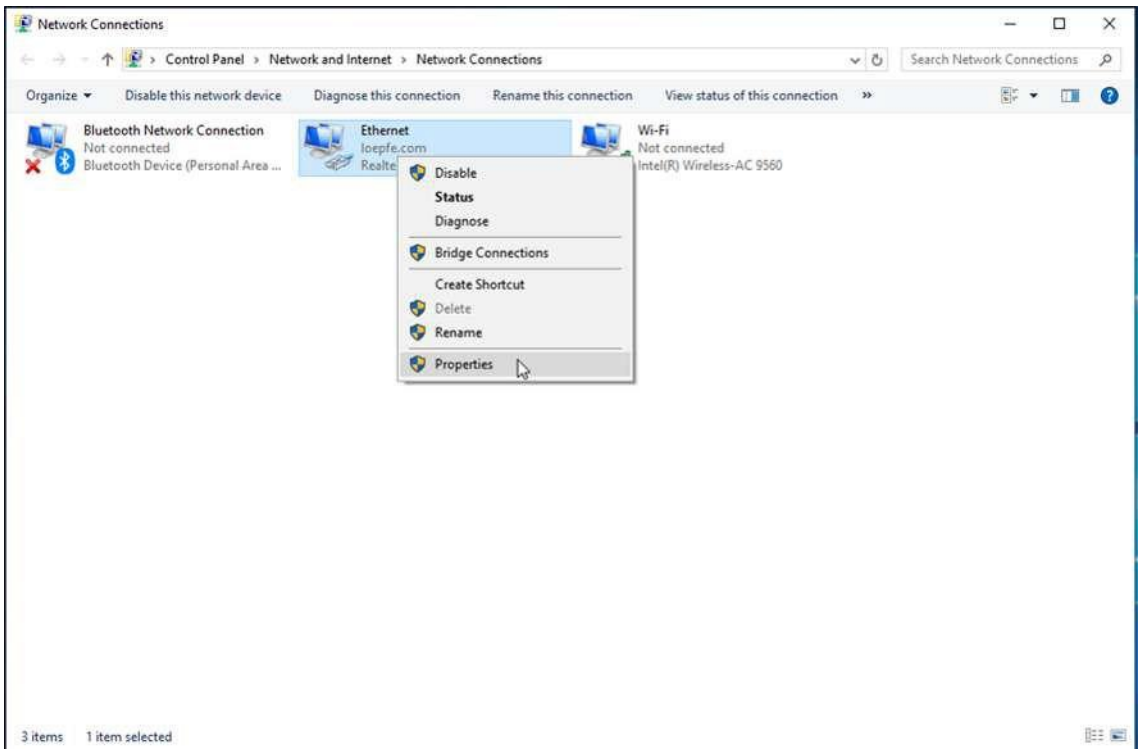 Network Connections
Control Panel > Network and Internet > Network Connections
Search Network Connections
Organize
Disable this network device
Diagnose this connection
Rename this connection
View status of this connection
»
Bluetooth Network Connection
Not connected
Bluetooth Device (Personal Area ...
Ethernet
loepfe.com
Realte
Wi-Fi
Not connected
Intel(R) Wireless-AC 9560
Disable
Status
Diagnose
Bridge Connections
Create Shortcut
Delete
Rename
Properties
3 items 1 item selected